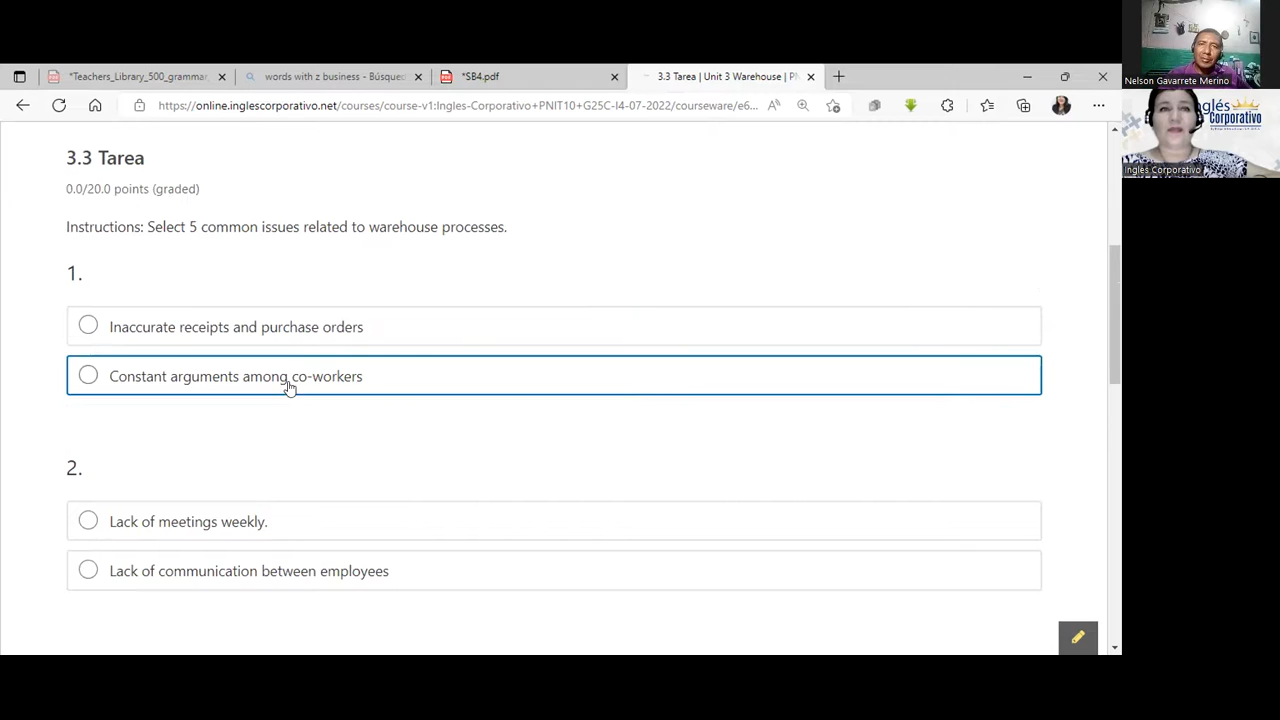 *Teachers_Library_500_grammar
words with z business - Búsqued
*SB4.pdf
3.3 Tarea | Unit 3 Warehouse | PN
https://online.inglescorporativo.net/courses/course-v1:Ingles-Corporativo+PNIT10+G25C-I4-07-2022/courseware/e6...
Nelson Gavarrete Merino
Inglés
Corporativo
Inglés Corporativo
3.3 Tarea
0.0/20.0 points (graded)
Instructions: Select 5 common issues related to warehouse processes.
1.
Inaccurate receipts and purchase orders
Constant arguments among co-workers
2.
Lack of meetings weekly.
Lack of communication between employees